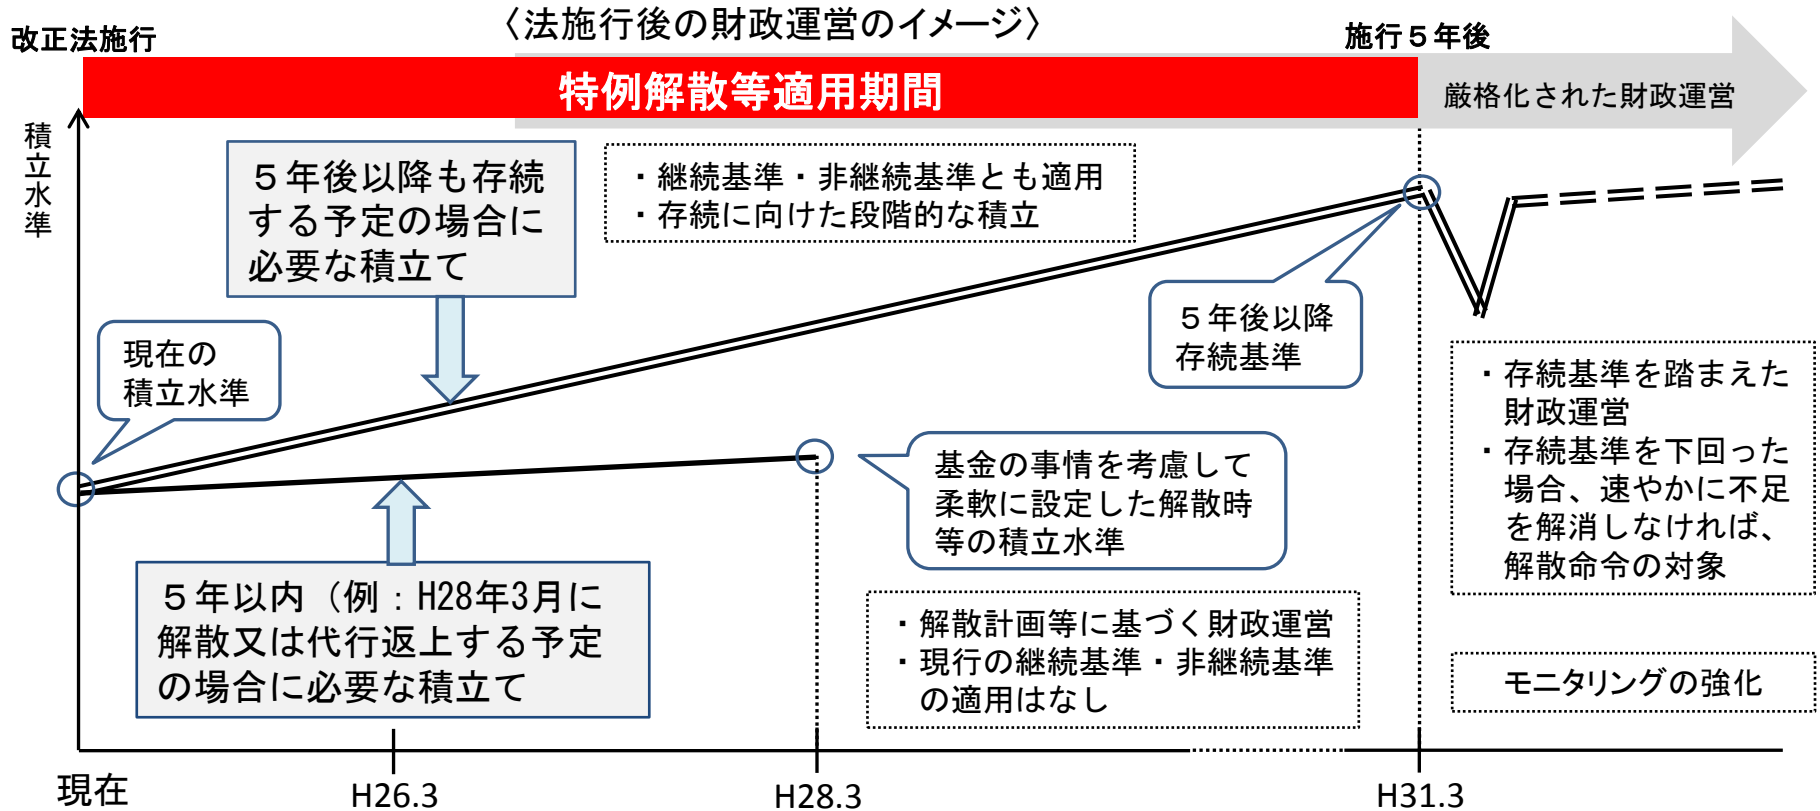 〈法施行後の財政運営のイメージ〉
改正法施行
施行５年後
特例解散等適用期間
厳格化された財政運営
積立水準
５年後以降も存続
する予定の場合に
必要な積立て
・継続基準・非継続基準とも適用
・存続に向けた段階的な積立
現在の
積立水準
５年後以降
存続基準
・存続基準を踏まえた
財政運営
・存続基準を下回った
場合、速やかに不足
を解消しなければ、
解散命令の対象
基金の事情を考慮して
柔軟に設定した解散時
等の積立水準
５年以内（例：H28年3月に
解散又は代行返上する予定
の場合に必要な積立て
・解散計画等に基づく財政運営
・現行の継続基準・非継続基準
の適用はなし
モニタリングの強化
現在
H26.3
H28.3
H31.3